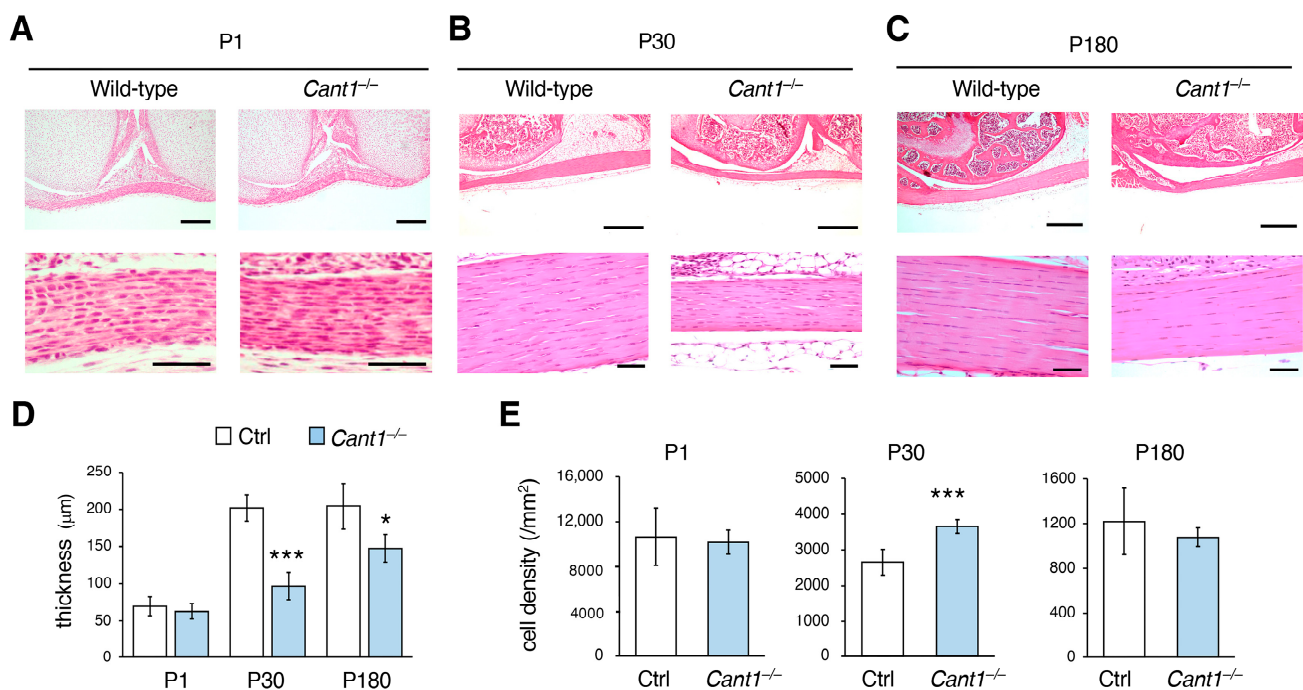 A
P1
Wild-type Cant1–/–
B
P30
Wild-type Cant1–/–
C
P180
Wild-type Cant1–/–
D
Ctrl Cant1–/–
thickness (μm)
250
200
150
100
50
0
***
*
P1 P30 P180
E
cell density (/mm²)
P1
16,000
12,000
8000
4000
0
Ctrl Cant1–/–
P30
5000
4000
3000
2000
1000
0
***
Ctrl Cant1–/–
P180
1600
1200
800
400
0
Ctrl Cant1–/–